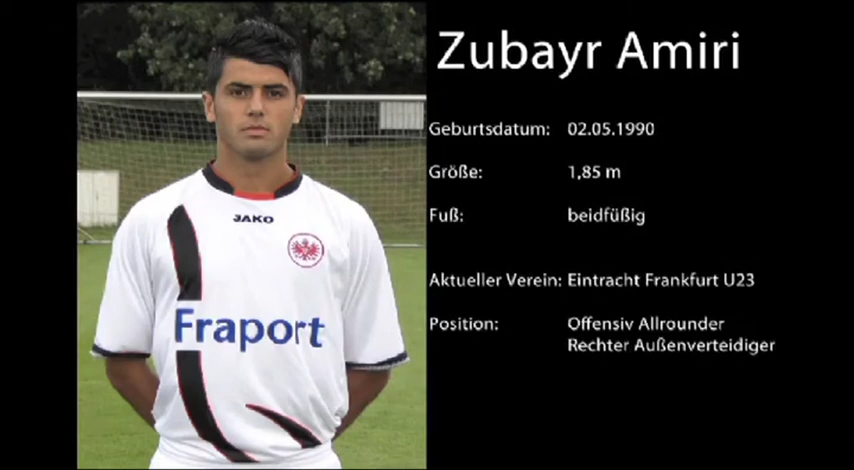 Zubayr Amiri
Geburtsdatum: 02.05.1990
Größe: 1,85 m
Fuß: beidfüßig
Aktueller Verein: Eintracht Frankfurt U23
Position: Offensiv Allrounder
Rechter Außenverteidiger
JAKO
Fraport